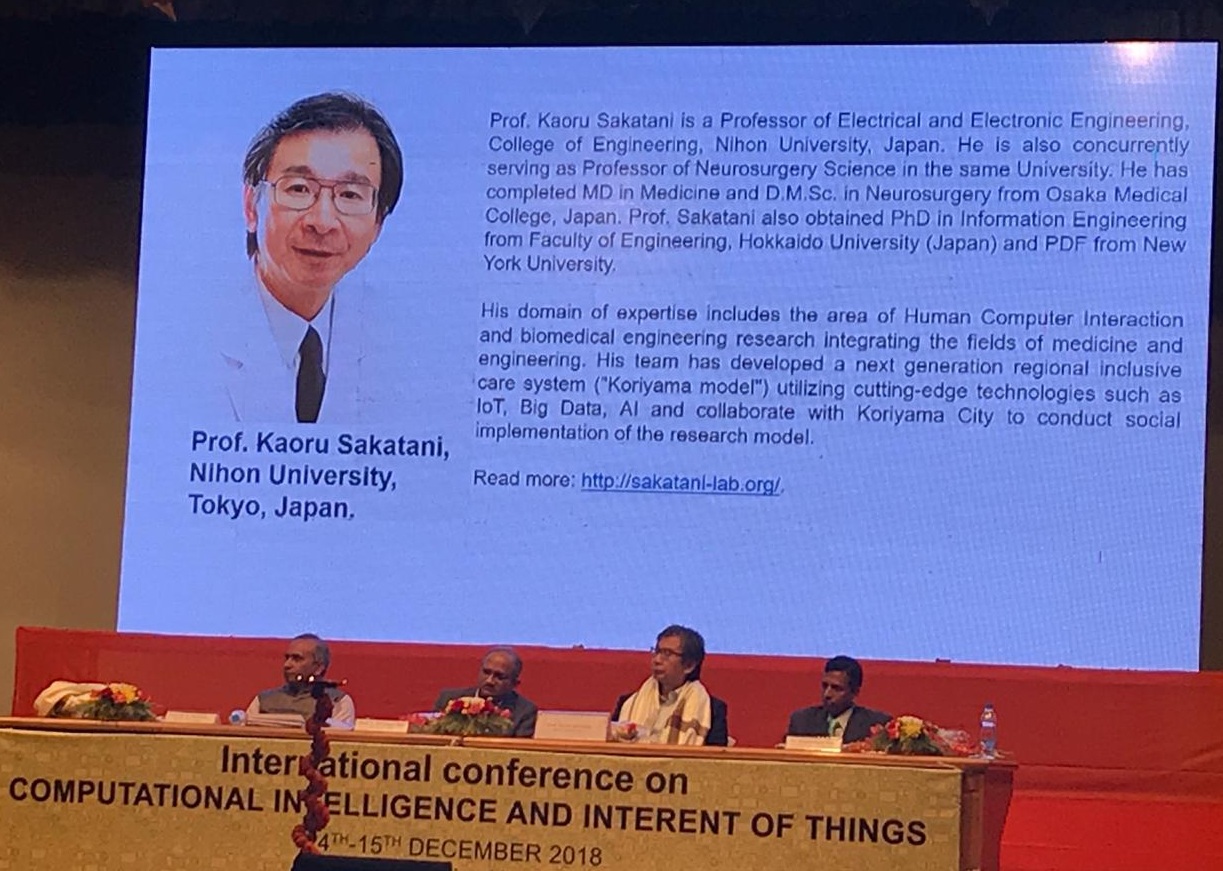 Prof. Kaoru Sakatani is a Professor of Electrical and Electronic Engineering,
College of Engineering, Nihon University, Japan. He is also concurrently
serving as Professor of Neurosurgery Science in the same University. He has
completed MD in Medicine and D.M.Sc. in Neurosurgery from Osaka Medical
College, Japan. Prof. Sakatani also obtained PhD in Information Engineering
from Faculty of Engineering, Hokkaido University (Japan) and PDF from New
York University.
His domain of expertise includes the area of Human Computer Interaction
and biomedical engineering research integrating the fields of medicine and
engineering. His team has developed a next generation regional inclusive
care system ("Koriyama model") utilizing cutting-edge technologies such as
IoT, Big Data, AI and collaborate with Koriyama City to conduct social
implementation of the research model.
Read more: http://sakatani-lab.org/.
Prof. Kaoru Sakatani,
Nihon University,
Tokyo, Japan.
International conference on
COMPUTATIONAL INTELLIGENCE AND INTERENT OF THINGS
4TH-15TH DECEMBER 2018